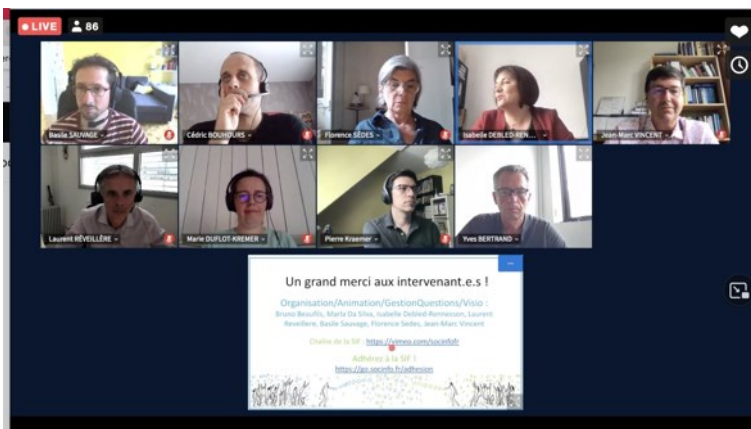 LIVE 86
Basile SAUVAGE
Cédric BOUHOURS
Florence SÈDES
Isabelle DEBLED-REN...
Jean-Marc VINCENT
Laurent RÉVEILLÈRE
Marie DUFLOT-KREMER
Pierre Kraemer
Yves BERTRAND
Un grand merci aux intervenant.e.s !
Organisation/Animation/GestionQuestions/Visio :
Bruno Beaufils, Maria Da Silva, Isabelle Debled-Rennesson, Laurent
Reveillere, Basile Sauvage, Florence Sedes, Jean-Marc Vincent
Chaîne de la SIF : https://vimeo.com/socinfofr
Adhérez à la SIF !
https://go.socinfo.fr/adhesion